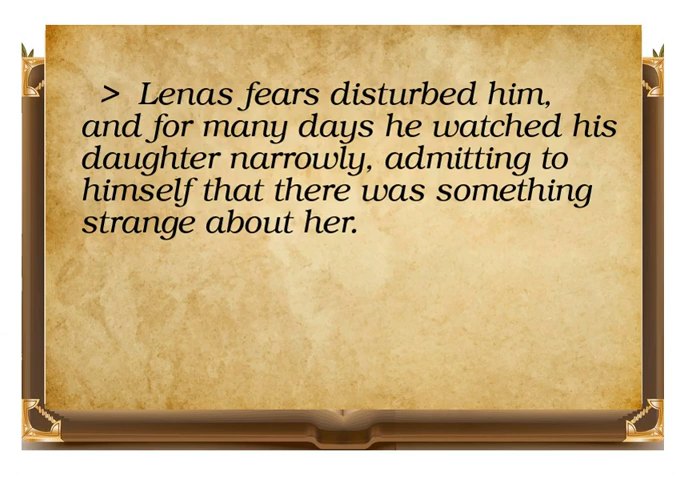 > Lenas fears disturbed him,
and for many days he watched his
daughter narrowly, admitting to
himself that there was something
strange about her.